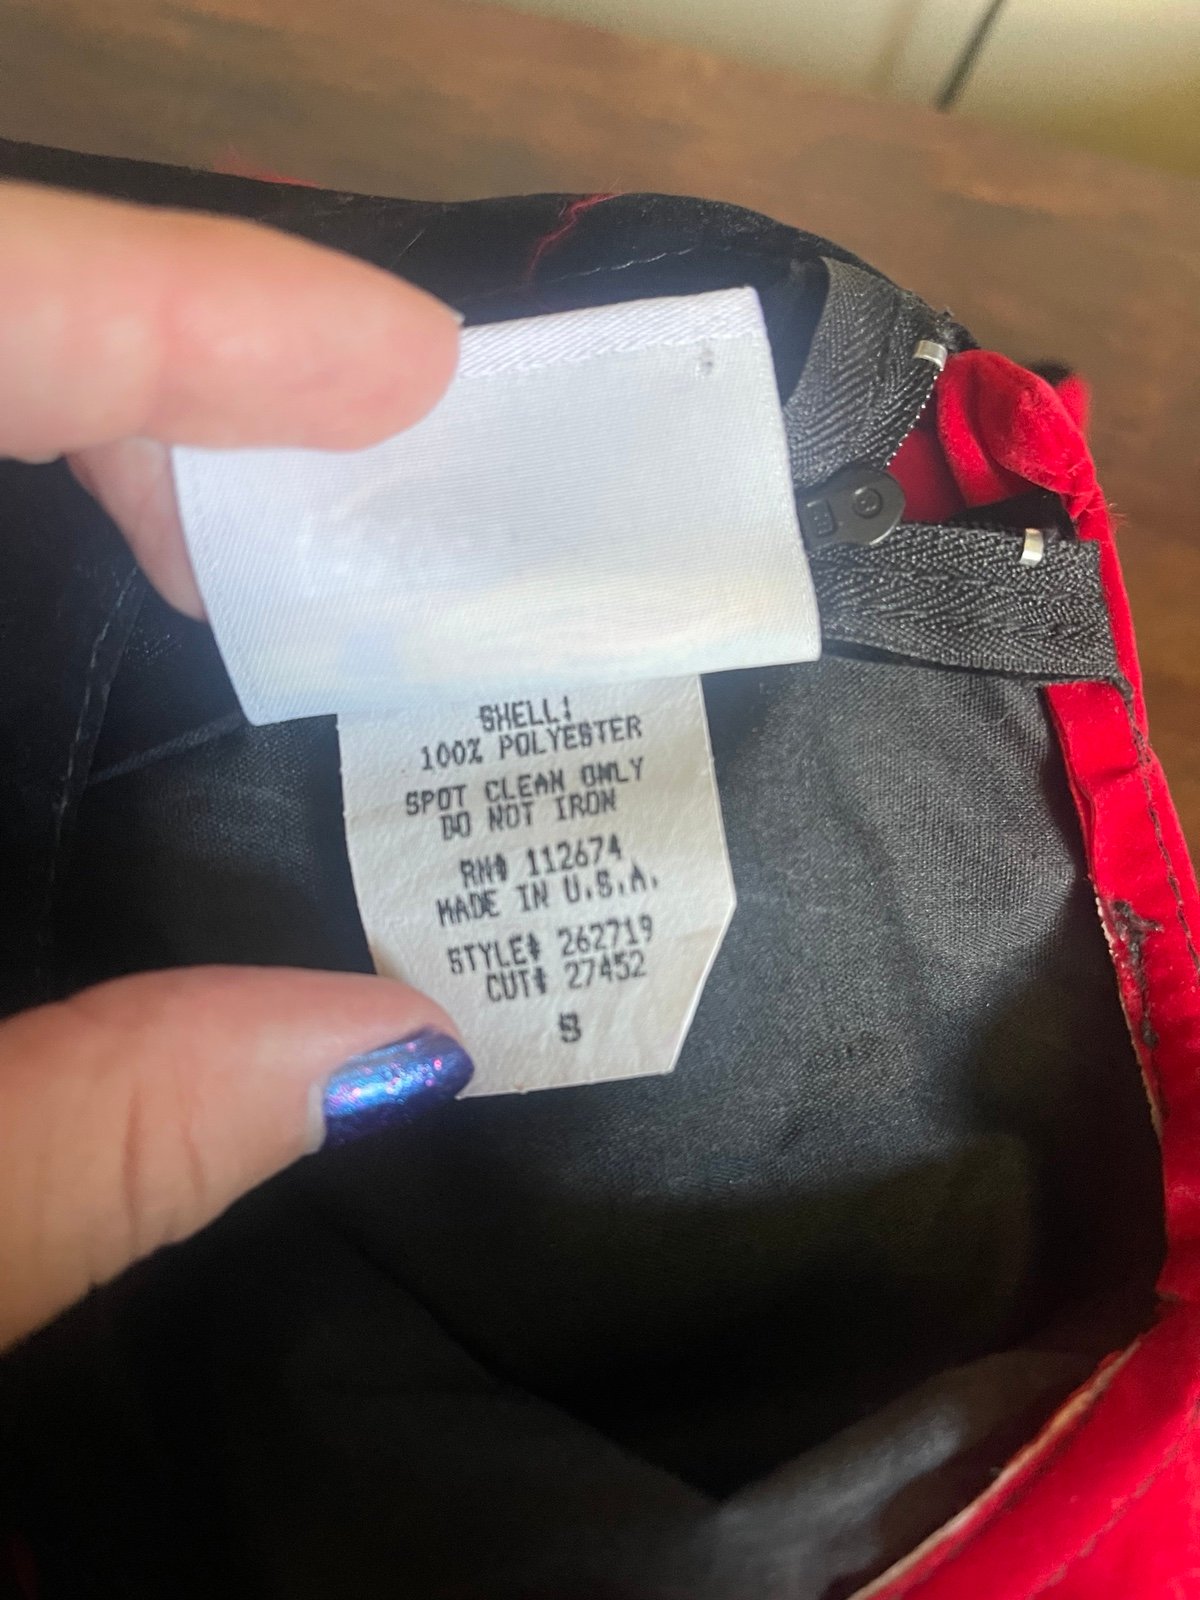 SHELL:
100% POLYESTER
SPOT CLEAN ONLY
DO NOT IRON
RN# 112674
MADE IN U.S.A.
STYLE# 262719
CUT# 27452